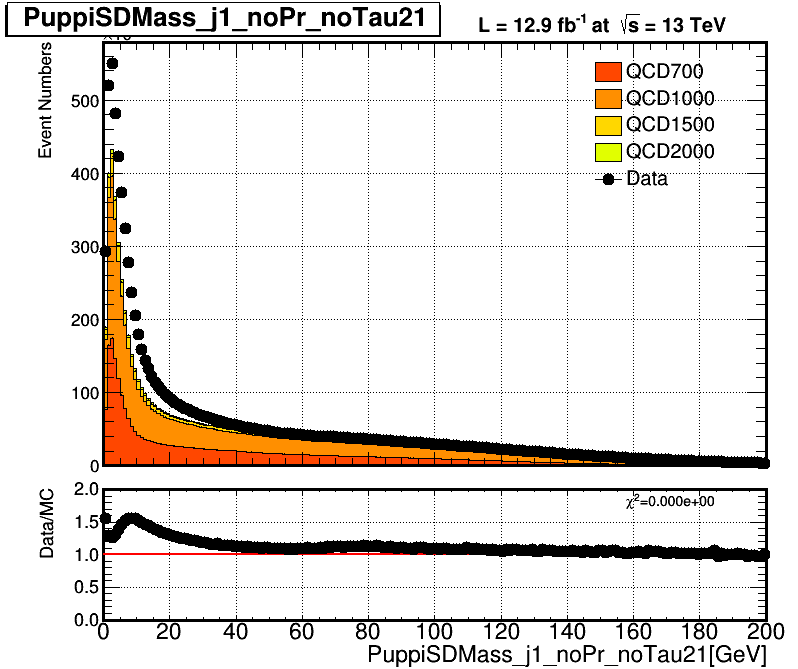 PuppiSDMass_j1_noPr_noTau21
L = 12.9 fb⁻¹ at √s = 13 TeV
Event Numbers
500
400
300
200
100
0
QCD700
QCD1000
QCD1500
QCD2000
Data
Data/MC
2.0
1.5
1.0
0.5
0.0
χ²=0.000e+00
0 20 40 60 80 100 120 140 160 180 200
PuppiSDMass_j1_noPr_noTau21[GeV]